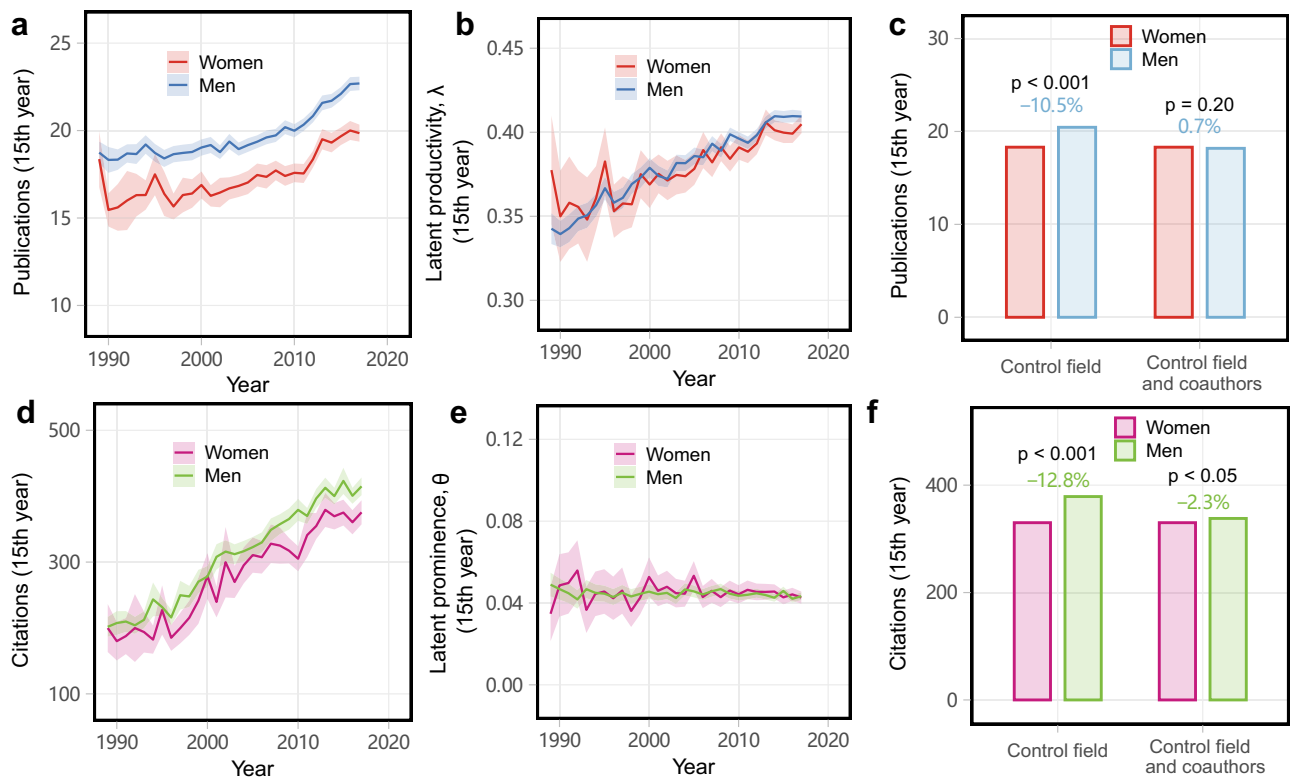 a
Publications (15th year)
25
20
15
10
Women
Men
1990
2000
2010
2020
Year
b
Latent productivity, λ
(15th year)
0.45
0.40
0.35
0.30
Women
Men
1990
2000
2010
2020
Year
c
Publications (15th year)
30
20
10
0
Women
Men
p < 0.001
−10.5%
p = 0.20
0.7%
Control field
Control field
and coauthors
d
Citations (15th year)
500
300
100
Women
Men
1990
2000
2010
2020
Year
e
Latent prominence, θ
(15th year)
0.12
0.08
0.04
0.00
Women
Men
1990
2000
2010
2020
Year
f
Citations (15th year)
400
200
0
Women
Men
p < 0.001
−12.8%
p < 0.05
−2.3%
Control field
Control field
and coauthors